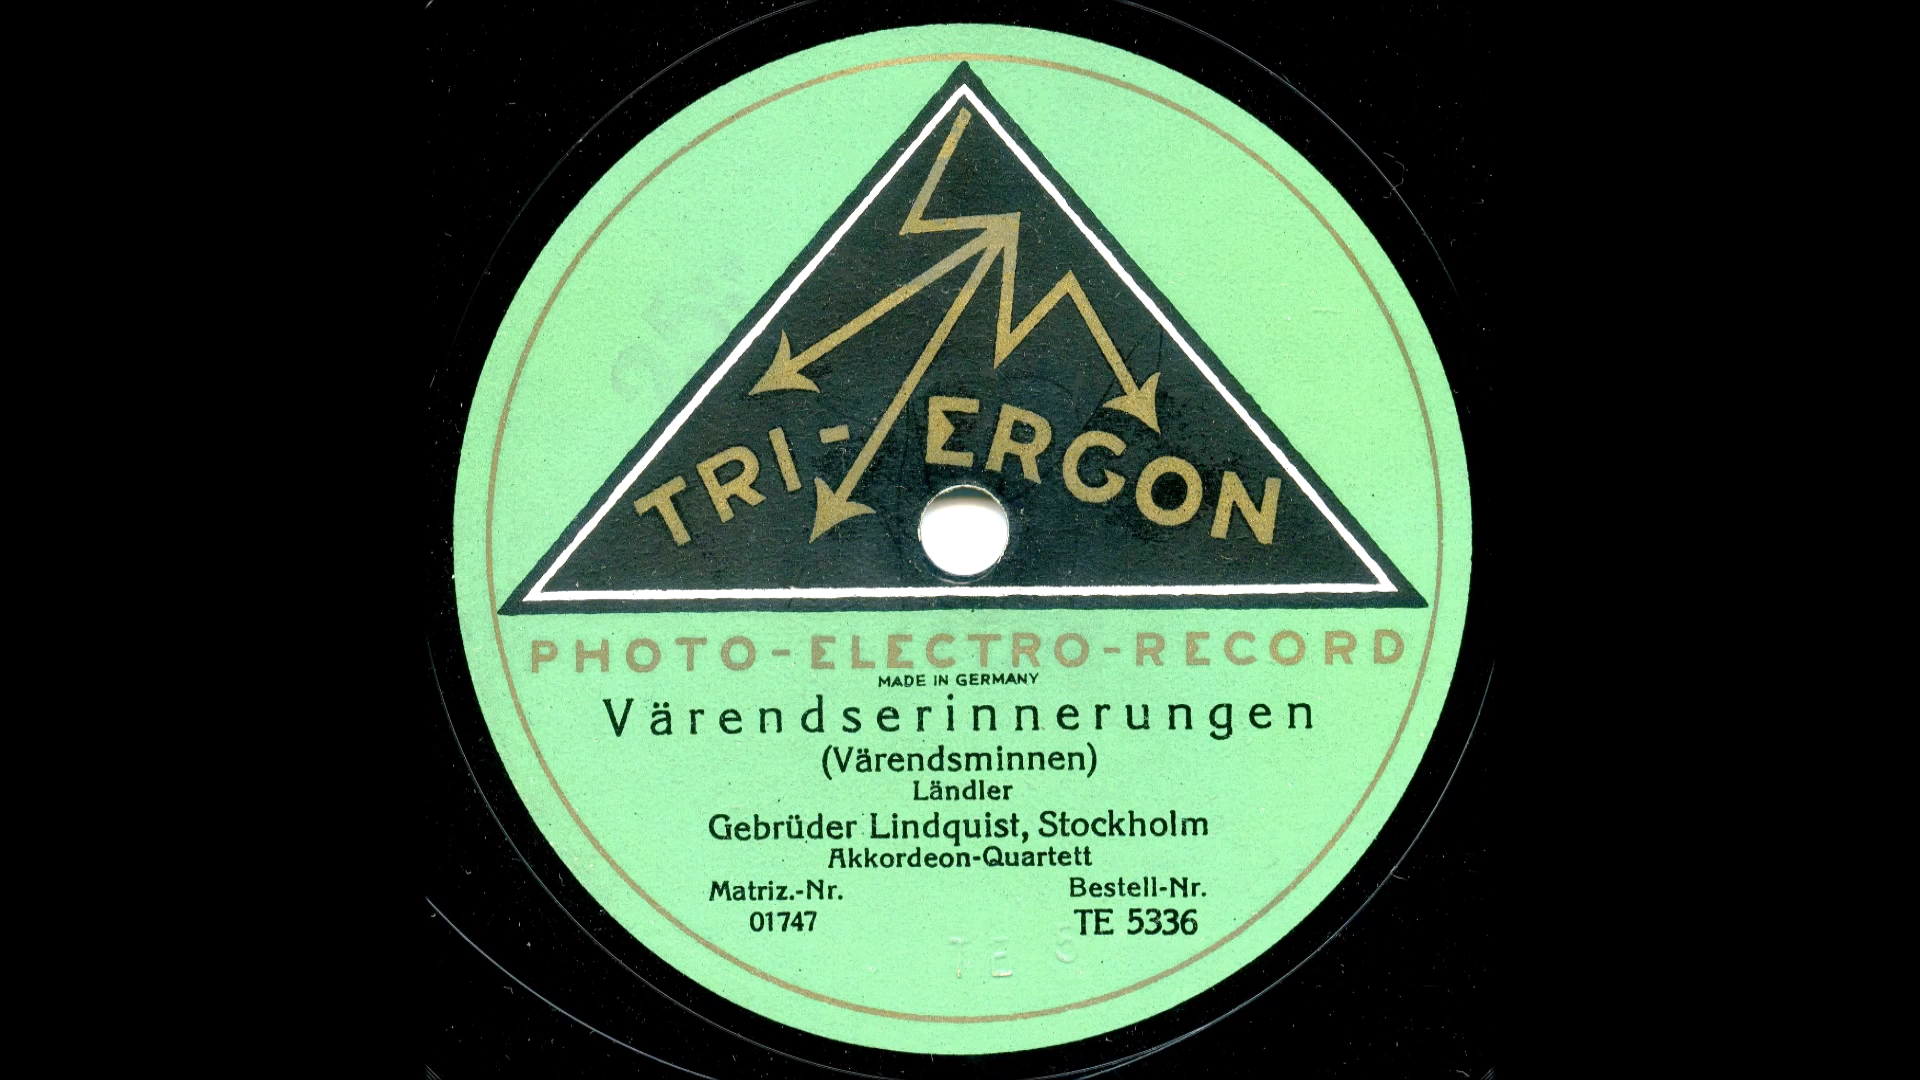 TRI-ERGON
PHOTO-ELECTRO-RECORD
MADE IN GERMANY
Värendserinnerungen
(Värendsminnen)
Ländler
Gebrüder Lindquist, Stockholm
Akkordeon-Quartett
Matriz.-Nr. Bestell-Nr.
01747 TE 5336
TE